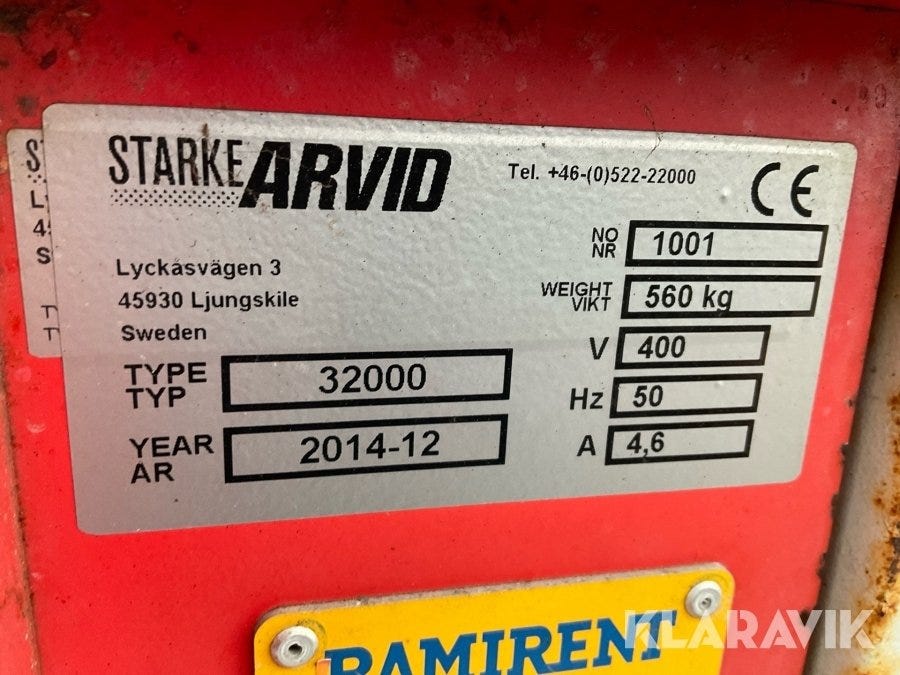 STARKE ARVID
Tel. +46-(0)522-22000
CE
Lyckåsvägen 3
45930 Ljungskile
Sweden
TYPE
TYP
32000
YEAR
ÅR
2014-12
NO
NR
1001
WEIGHT
VIKT
560 kg
V 400
Hz 50
A 4,6
RAMIRENT
KLARAVIK